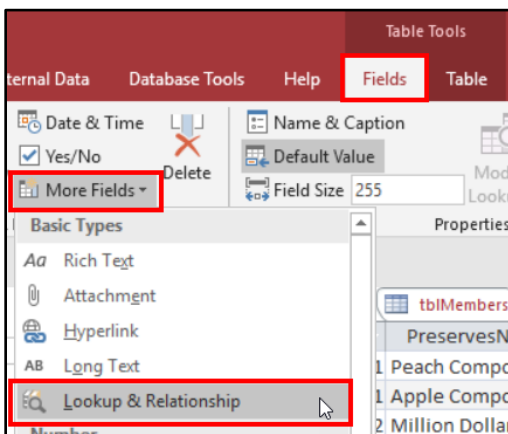 Table Tools
ternal Data Database Tools Help Fields Table
Date & Time Name & Caption
Yes/No Delete Default Value
More Fields Field Size 255
Basic Types Properties
Aa Rich Text
Attachment tblMembers
Hyperlink PreservesN
AB Long Text 1 Peach Compo
Lookup & Relationship 1 Apple Compo
Number 2 Million Dollar